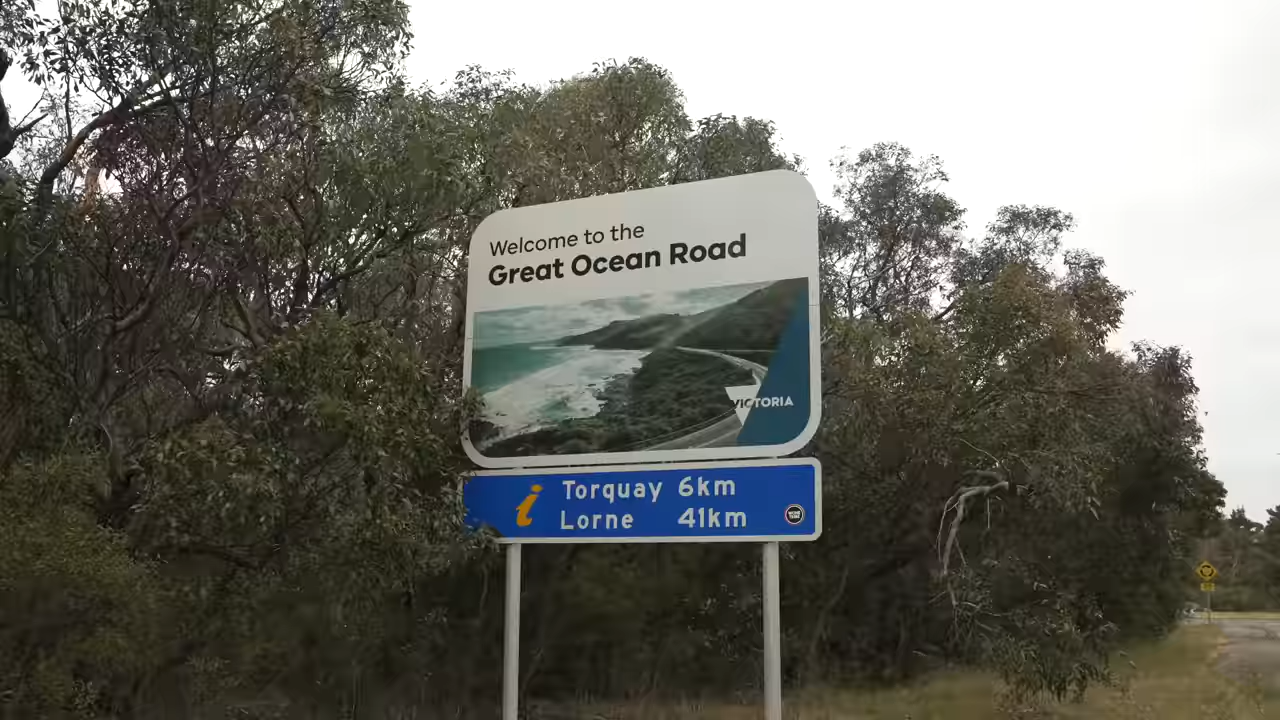 Welcome to the
Great Ocean Road
VICTORIA
i Torquay 6km
Lorne 41km